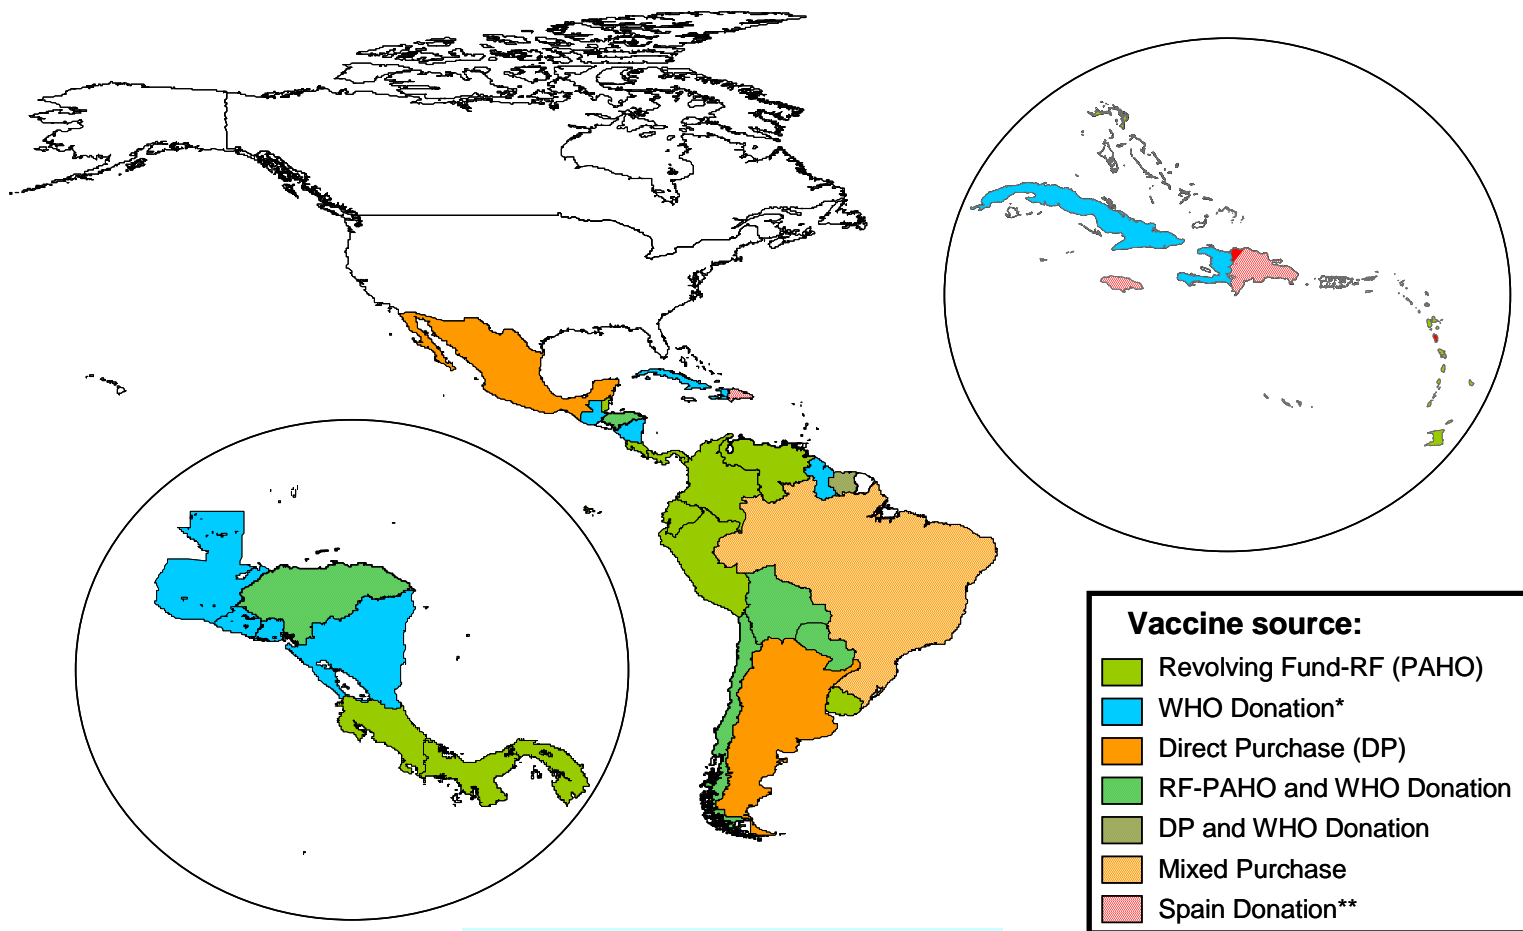 Vaccine source:
Revolving Fund-RF (PAHO)
WHO Donation*
Direct Purchase (DP)
RF-PAHO and WHO Donation
DP and WHO Donation
Mixed Purchase
Spain Donation**